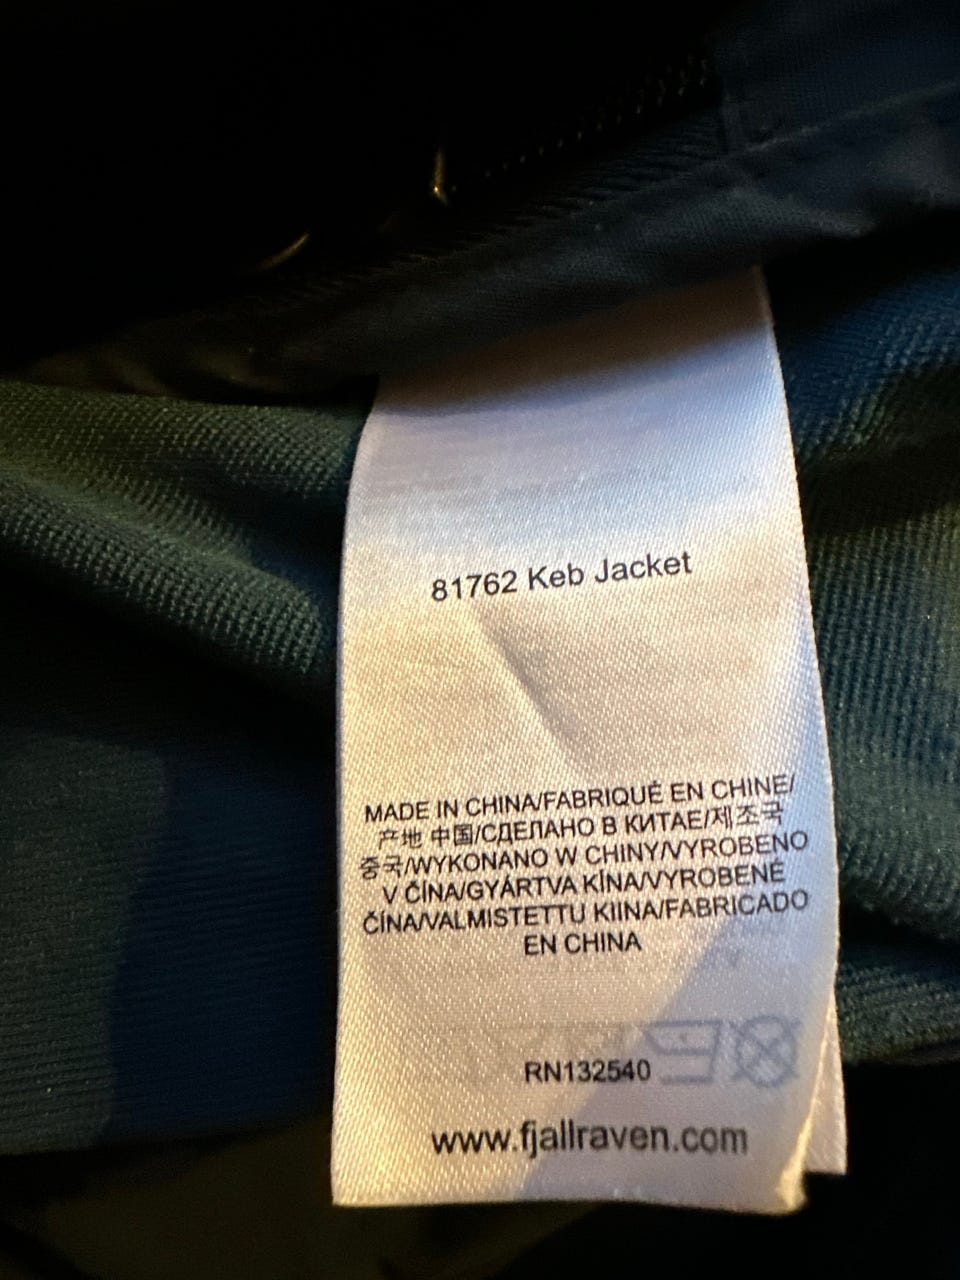 81762 Keb Jacket
MADE IN CHINA/FABRIQUÉ EN CHINE/
产地 中国/СДЕЛАНО В КИТАЕ/제조국
중국/WYKONANO W CHINY/VYROBENO
V ČÍNA/GYÁRTVA KÍNA/VYROBENÉ
ČÍNA/VALMISTETTU KIINA/FABRICADO
EN CHINA
RN132540
www.fjallraven.com